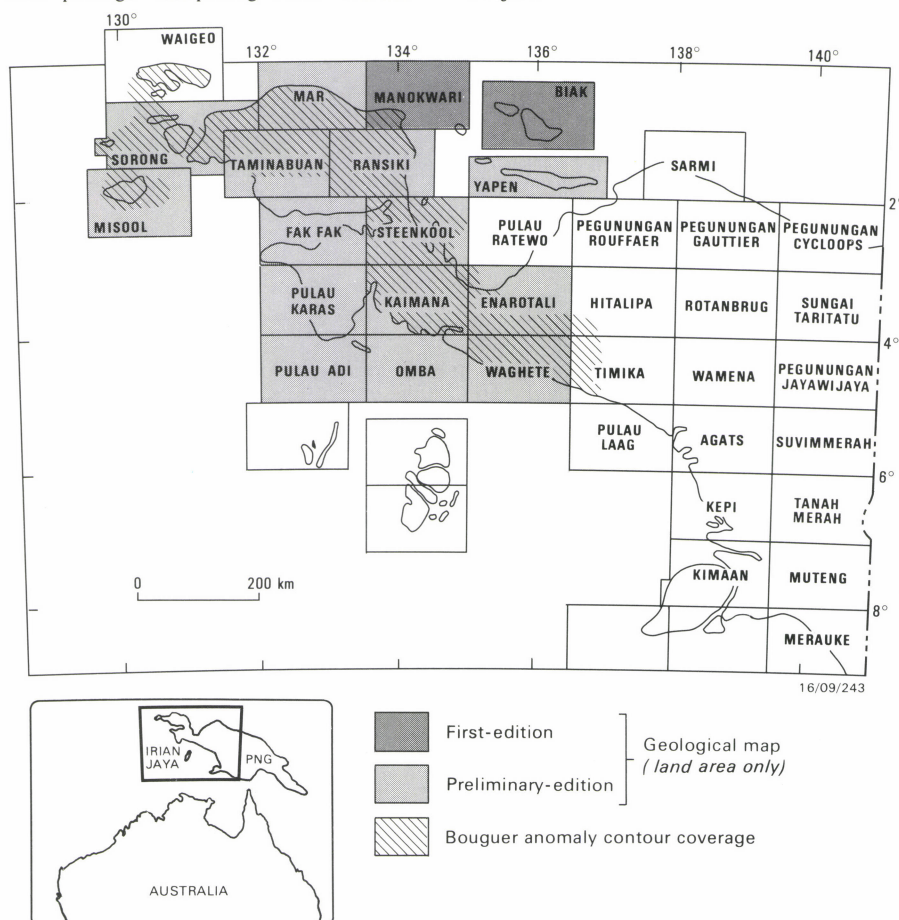 130°
WAIGEO
132° 134° 136° 138° 140°
MAR MANOKWARI BIAK
SORONG TAMINABUAN RANSIKI YAPEN SARMI
MISOOL
2°
FAK FAK STEENKOOL PULAU RATEWO PEGUNUNGAN ROUFFAER PEGUNUNGAN GAUTTIER PEGUNUNGAN CYCLOOPS
PULAU KARAS KAIMANA ENAROTALI HITALIPA ROTANBRUG SUNGAI TARITATU
4°
PULAU ADI OMBA WAGHETE TIMIKA WAMENA PEGUNUNGAN JAYAWIJAYA
PULAU LAAG AGATS SUVIMMERAH
6°
KEPI TANAH MERAH
KIMAAN MUTENG
0 200 km
8°
MERAUKE
16/09/243
IRIAN JAYA
PNG
AUSTRALIA
First-edition
Preliminary-edition
Geological map
(land area only)
Bouguer anomaly contour coverage